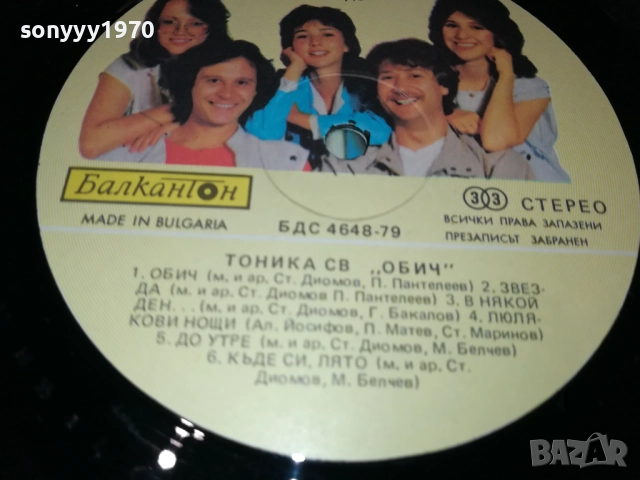 sonyyy1970
Балкантон
MADE IN BULGARIA
БДС 4648-79
33 СТЕРЕО
ВСИЧКИ ПРАВА ЗАПАЗЕНИ
ПРЕЗАПИСЪТ ЗАБРАНЕН
ТОНИКА СВ „ОБИЧ"
1. ОБИЧ (м. и ар. Ст. Диомов, П. Пантелеев) 2. ЗВЕЗ-
ДА (м. и ар. Ст. Диомов П. Пантелеев) 3. В НЯКОЙ
ДЕН... (м. и ар. Ст. Диомов, Г. Бакалов) 4. ЛЮЛЯ-
КОВИ НОЩИ (Ал. Йосифов, П. Матев, Ст. Маринов)
5. ДО УТРЕ (м. и ар. Ст. Диомов, М. Белчев)
6. КЪДЕ СИ, ЛЯТО (м. и ар. Ст.
Диомов, М. Белчев)
BAZAR